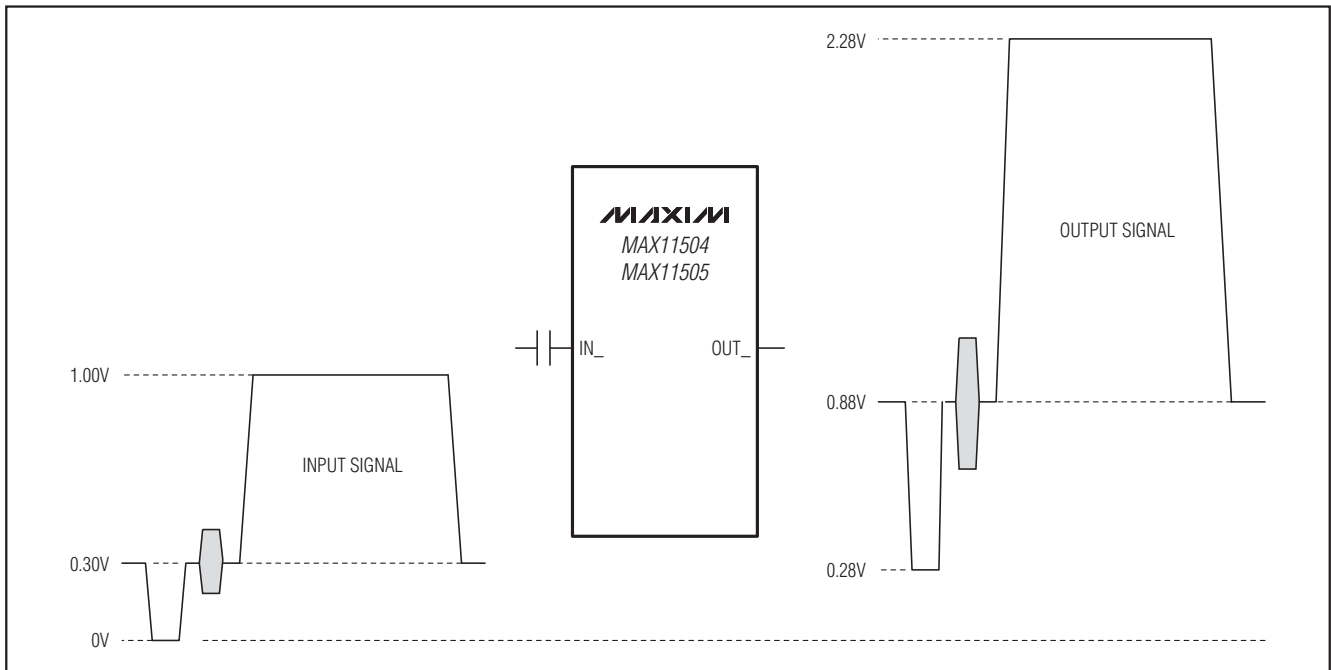 2.28V
MAXIM
MAX11504
MAX11505
OUTPUT SIGNAL
IN_
OUT_
1.00V
0.88V
INPUT SIGNAL
0.30V
0.28V
0V